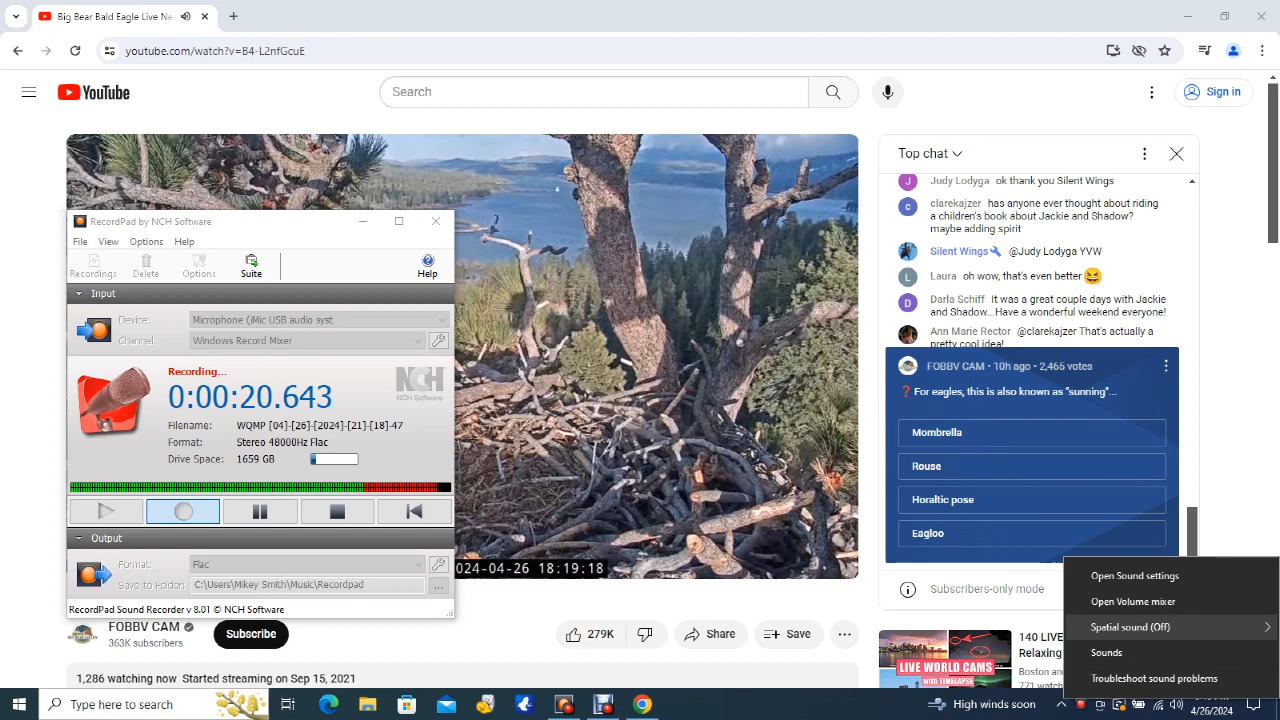 Big Bear Bald Eagle Live Ne
youtube.com/watch?v=B4-L2nfGcuE
YouTube
Search
Sign in
Top chat
Judy Lodyga ok thank you Silent Wings
clarekajzer has anyone ever thought about riding
a children's book about Jackie and Shadow?
maybe adding spirit
Silent Wings @Judy Lodyga YVW
Laura oh wow, that's even better
Darla Schiff It was a great couple days with Jackie
and Shadow...Have a wonderful weekend everyone!
Ann Marie Rector @clarekajzer That's actually a
pretty cool idea!
FOBBV CAM • 10h ago • 2,465 votes
❓For eagles, this is also known as "sunning"...
Mombrella
Rouse
Horaltic pose
Eagloo
Subscribers-only mode
RecordPad by NCH Software
File View Options Help
Recordings Delete Options Suite Help
Input
Device: Microphone (iMic USB audio syst
Channel: Windows Record Mixer
Recording...
0:00:20.643
NCH
NCH Software
Filename: WQMP [04]-[26]-[2024]-[21]-[18]-47
Format: Stereo 48000Hz Flac
Drive Space: 1659 GB
Output
Format: Flac
Save to Folder: C:\Users\Mikey Smith\Music\Recordpad
RecordPad Sound Recorder v 8.01 © NCH Software
024-04-26 18:19:18
FOBBV CAM
363K subscribers
Subscribe
279K
Share
Save
1,286 watching now Started streaming on Sep 15, 2021
LIVE WORLD CAMS
WITH TIMELAPSE
140 LIVE
Relaxing
Boston and
771 watch
Open Sound settings
Open Volume mixer
Spatial sound (Off)
Sounds
Troubleshoot sound problems
Type here to search
High winds soon
4/26/2024